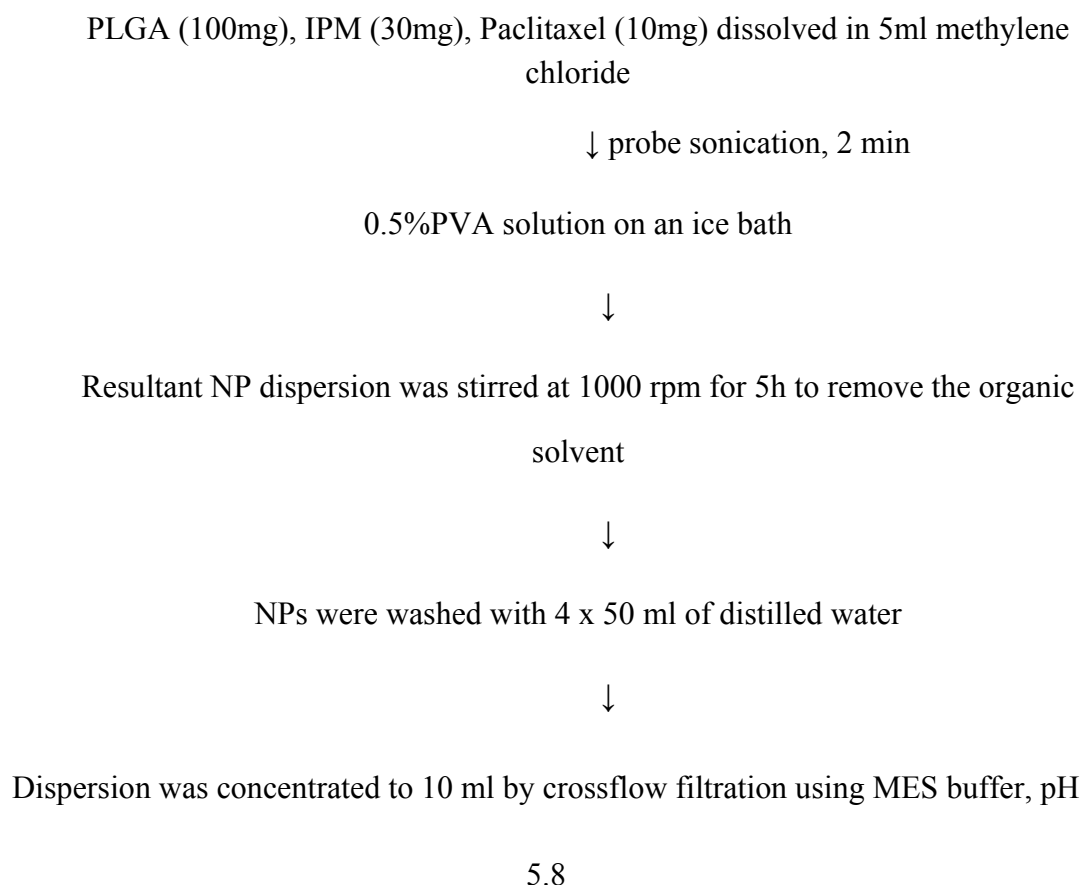 PLGA (100mg), IPM (30mg), Paclitaxel (10mg) dissolved in 5ml methylene
chloride
↓ probe sonication, 2 min
0.5%PVA solution on an ice bath
↓
Resultant NP dispersion was stirred at 1000 rpm for 5h to remove the organic
solvent
↓
NPs were washed with 4 x 50 ml of distilled water
↓
Dispersion was concentrated to 10 ml by crossflow filtration using MES buffer, pH
5.8